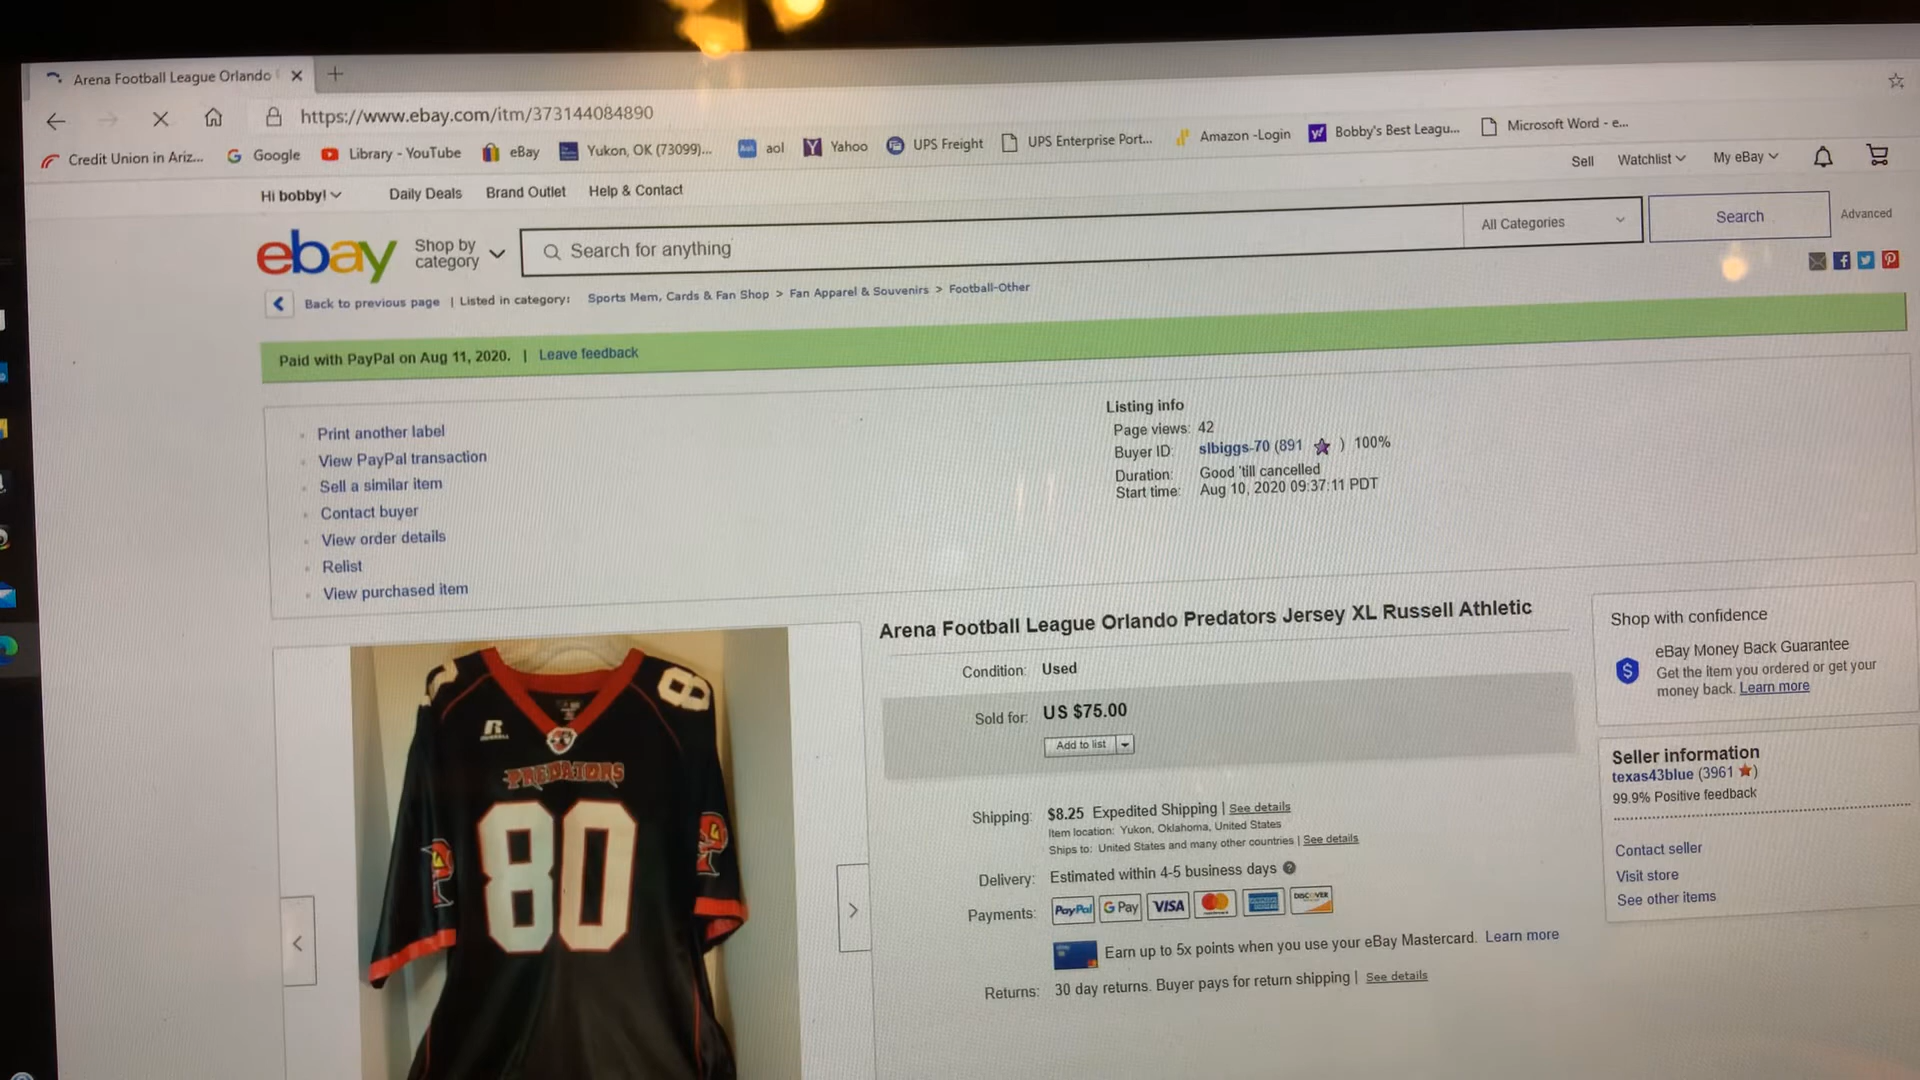 Arena Football League Orlando
https://www.ebay.com/itm/373144084890
Credit Union in Ariz... Google Library - YouTube eBay Yukon, OK (73099)... aol Yahoo UPS Freight UPS Enterprise Port... Amazon -Login Bobby's Best Leagu... Microsoft Word - e...
Hi bobby! Daily Deals Brand Outlet Help & Contact Sell Watchlist My eBay
ebay Shop by category Search for anything All Categories Search Advanced
Back to previous page | Listed in category: Sports Mem, Cards & Fan Shop > Fan Apparel & Souvenirs > Football-Other
Paid with PayPal on Aug 11, 2020. | Leave feedback
Print another label
View PayPal transaction
Sell a similar item
Contact buyer
View order details
Relist
View purchased item
Listing info
Page views: 42
Buyer ID: slbiggs-70 (891 ) 100%
Duration: Good 'till cancelled
Start time: Aug 10, 2020 09:37:11 PDT
80
R
RUSSELL
PREDATORS
80
Arena Football League Orlando Predators Jersey XL Russell Athletic
Condition: Used
Sold for: US $75.00
Add to list
Shipping: $8.25 Expedited Shipping | See details
Item location: Yukon, Oklahoma, United States
Ships to: United States and many other countries | See details
Delivery: Estimated within 4-5 business days ?
Payments: PayPal G Pay VISA DISCOVER
Earn up to 5x points when you use your eBay Mastercard. Learn more
Returns: 30 day returns. Buyer pays for return shipping | See details
Shop with confidence
eBay Money Back Guarantee
Get the item you ordered or get your
money back. Learn more
Seller information
texas43blue (3961 )
99.9% Positive feedback
Contact seller
Visit store
See other items